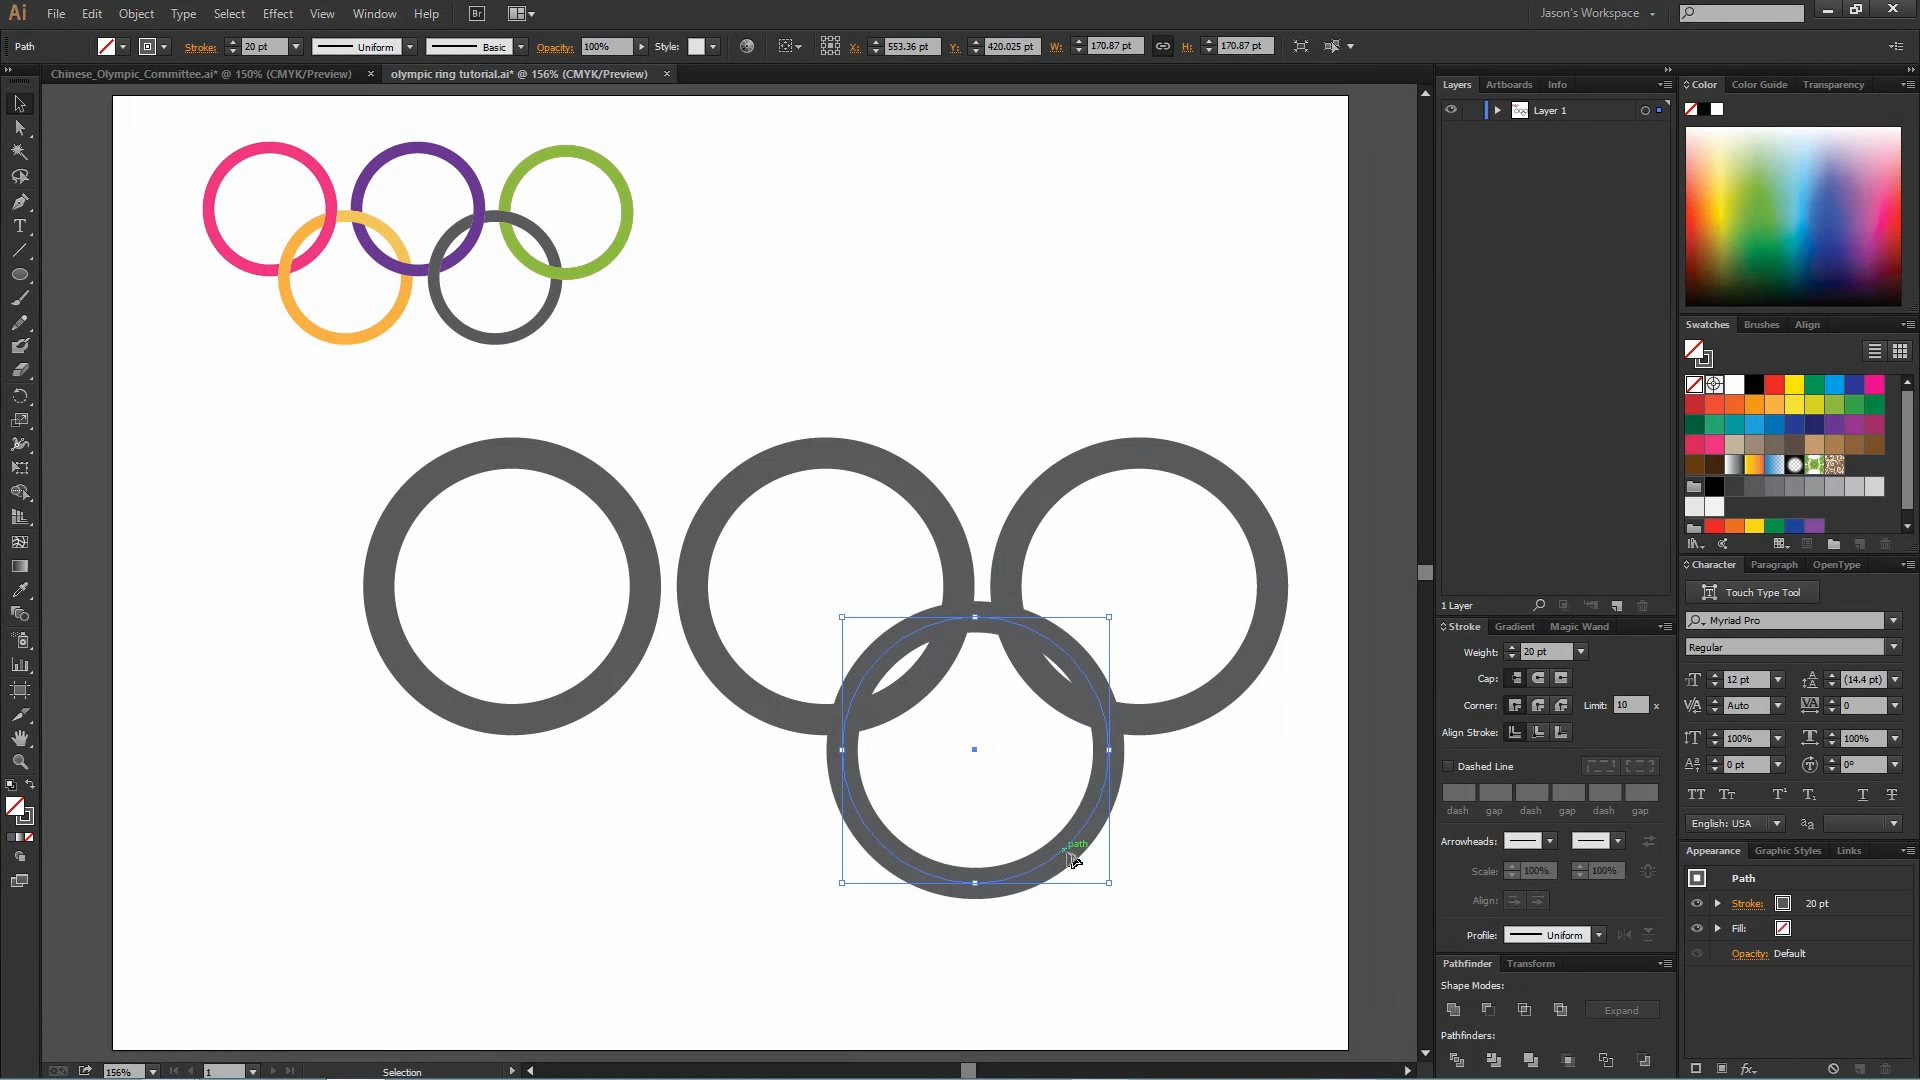 Ai File Edit Object Type Select Effect View Window Help Br Jason's Workspace
Path Stroke: 20 pt Uniform Basic Opacity: 100% Style: X: 553.36 pt Y: 420.025 pt W: 170.87 pt H: 170.87 pt
Chinese_Olympic_Committee.ai* @ 150% (CMYK/Preview) × olympic ring tutorial.ai* @ 156% (CMYK/Preview) ×
Layers Artboards Info
Layer 1
1 Layer
Stroke Gradient Magic Wand
Weight: 20 pt
Cap:
Corner: Limit: 10 x
Align Stroke:
Dashed Line
dash gap dash gap dash gap
Arrowheads:
Scale: 100% 100%
Align:
Profile: Uniform
Pathfinder Transform
Shape Modes:
Expand
Pathfinders:
Color Color Guide Transparency
Swatches Brushes Align
Character Paragraph OpenType
Touch Type Tool
Myriad Pro
Regular
12 pt (14.4 pt)
Auto 0
100% 100%
0 pt 0°
English: USA
Appearance Graphic Styles Links
Path
Stroke: 20 pt
Fill:
Opacity: Default
path
156% 1 Selection